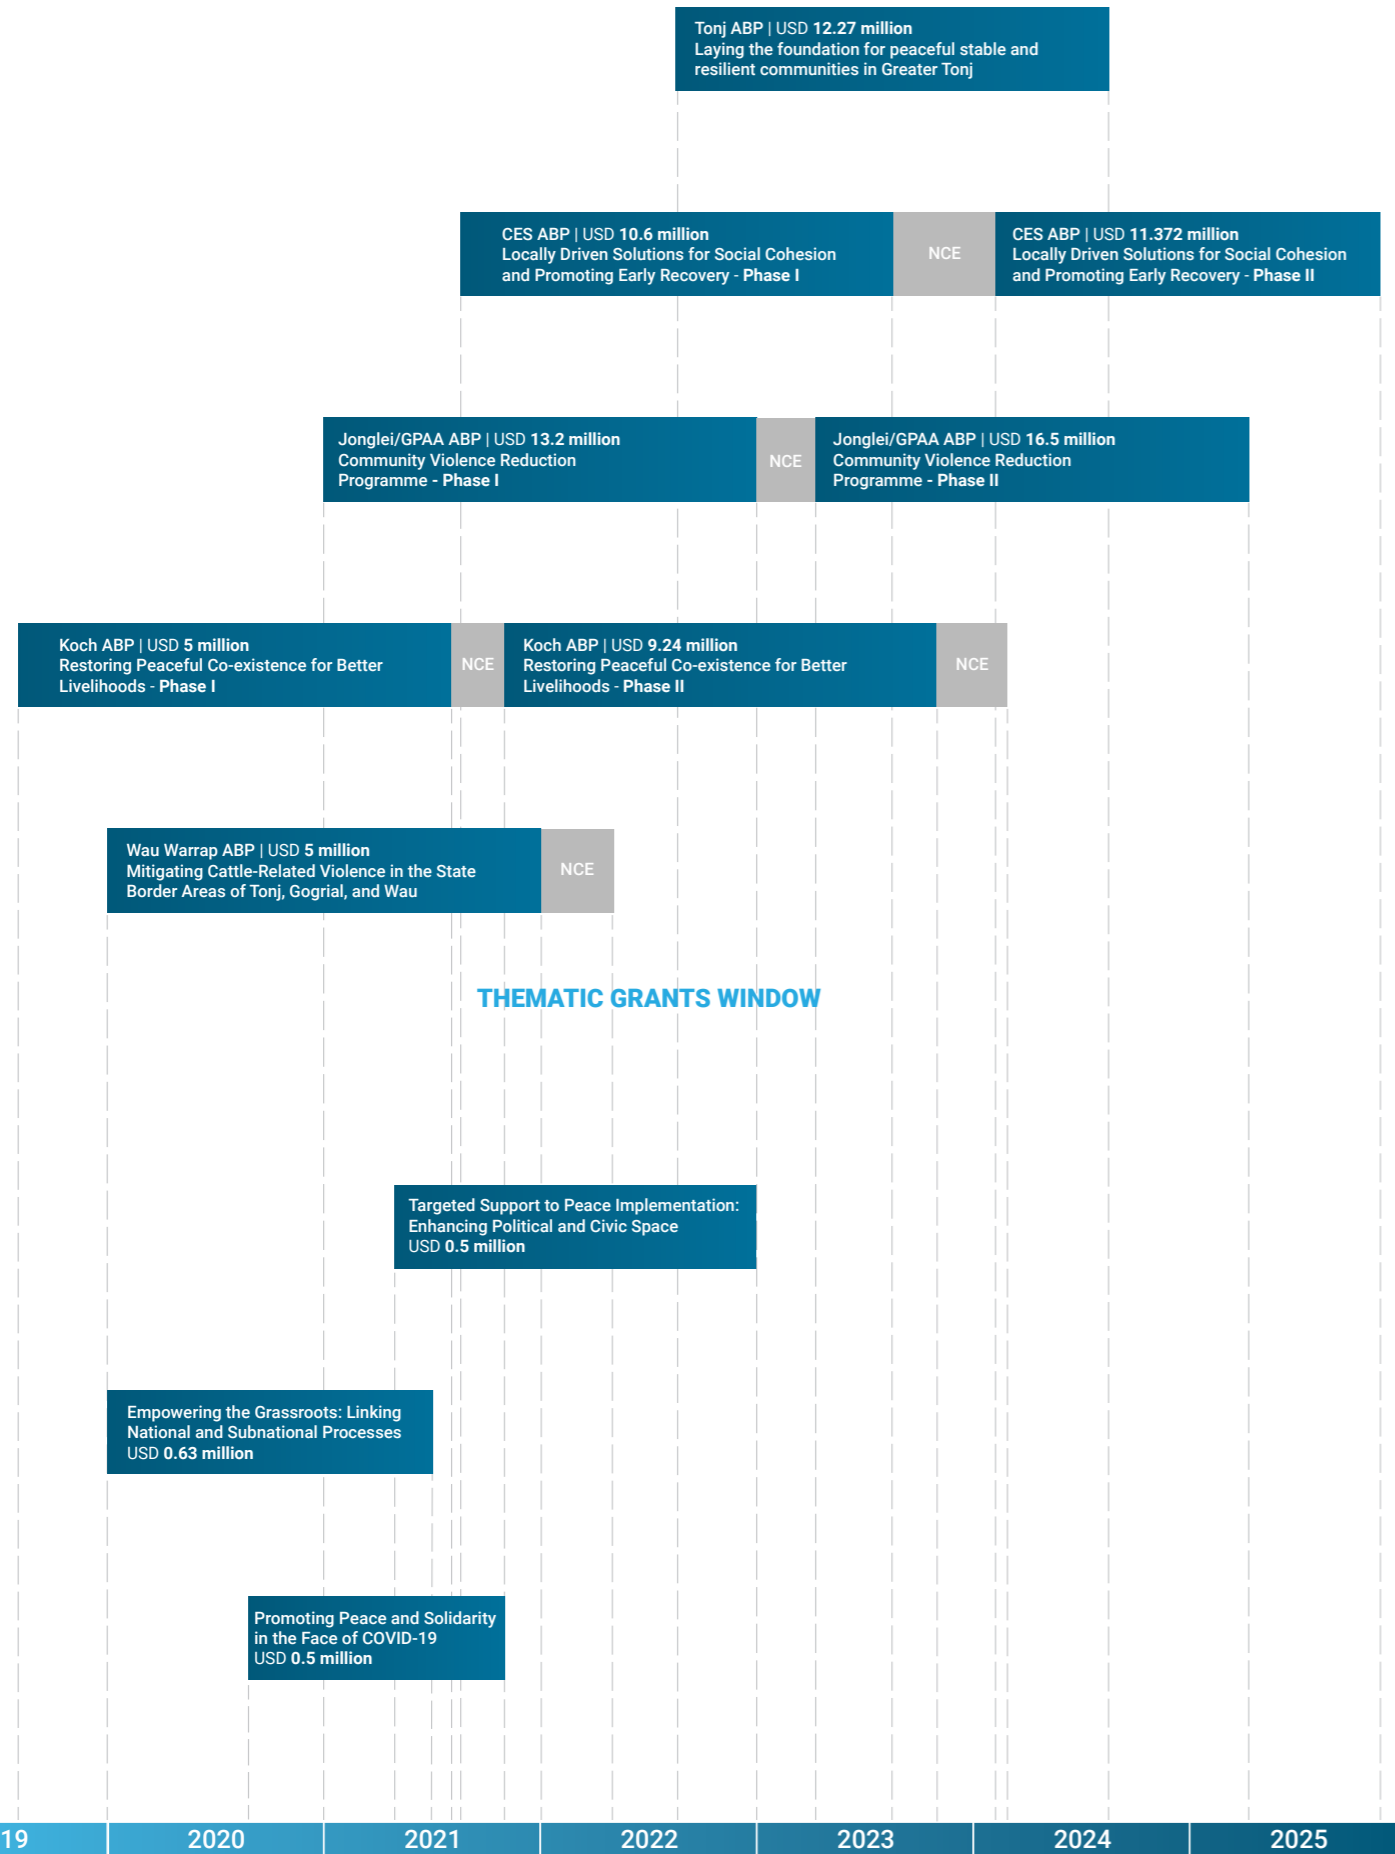 Tonj ABP | USD 12.27 million
Laying the foundation for peaceful stable and
resilient communities in Greater Tonj
CES ABP | USD 10.6 million
Locally Driven Solutions for Social Cohesion
and Promoting Early Recovery - Phase I
NCE
CES ABP | USD 11.372 million
Locally Driven Solutions for Social Cohesion
and Promoting Early Recovery - Phase II
Jonglei/GPAA ABP | USD 13.2 million
Community Violence Reduction
Programme - Phase I
NCE
Jonglei/GPAA ABP | USD 16.5 million
Community Violence Reduction
Programme - Phase II
Koch ABP | USD 5 million
Restoring Peaceful Co-existence for Better
Livelihoods - Phase I
NCE
Koch ABP | USD 9.24 million
Restoring Peaceful Co-existence for Better
Livelihoods - Phase II
NCE
Wau Warrap ABP | USD 5 million
Mitigating Cattle-Related Violence in the State
Border Areas of Tonj, Gogrial, and Wau
NCE
THEMATIC GRANTS WINDOW
Targeted Support to Peace Implementation:
Enhancing Political and Civic Space
USD 0.5 million
Empowering the Grassroots: Linking
National and Subnational Processes
USD 0.63 million
Promoting Peace and Solidarity
in the Face of COVID-19
USD 0.5 million
19 2020 2021 2022 2023 2024 2025